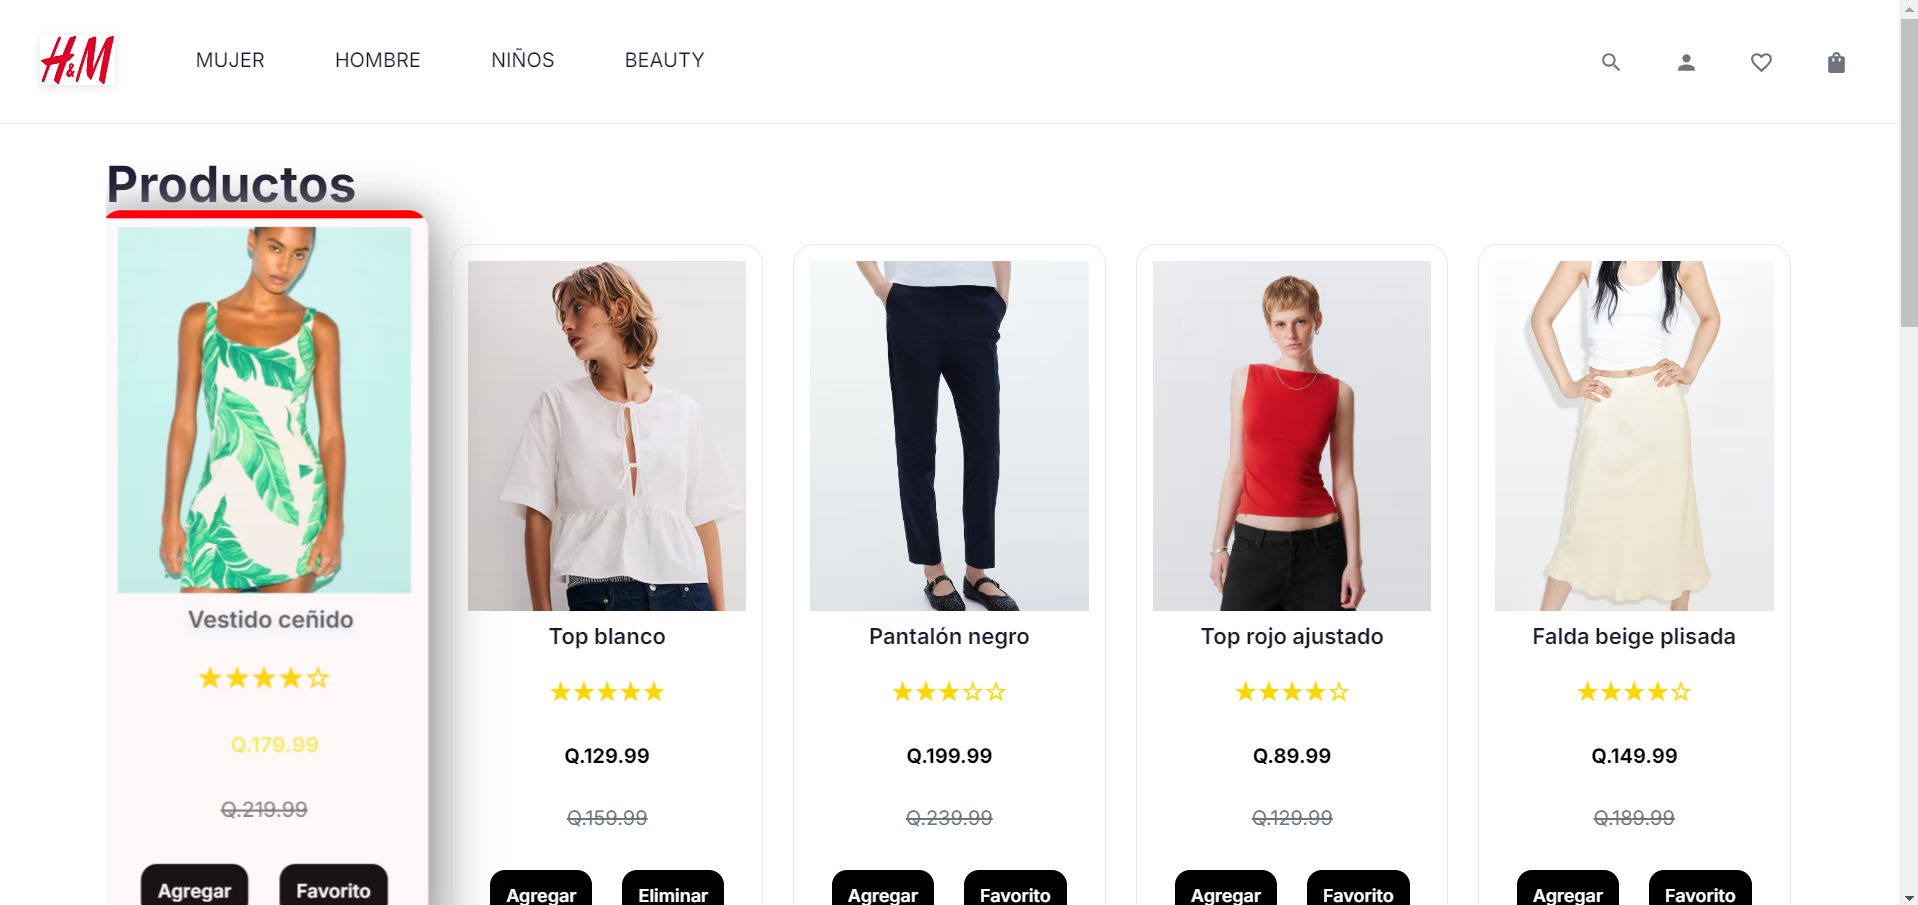 H&M
MUJER HOMBRE NIÑOS BEAUTY
Productos
Vestido ceñido
★★★★☆
Q.179.99
Q.219.99
Agregar Favorito
Top blanco
★★★★★
Q.129.99
Q.159.99
Agregar Eliminar
Pantalón negro
★★★☆☆
Q.199.99
Q.239.99
Agregar Favorito
Top rojo ajustado
★★★★☆
Q.89.99
Q.129.99
Agregar Favorito
Falda beige plisada
★★★★☆
Q.149.99
Q.189.99
Agregar Favorito